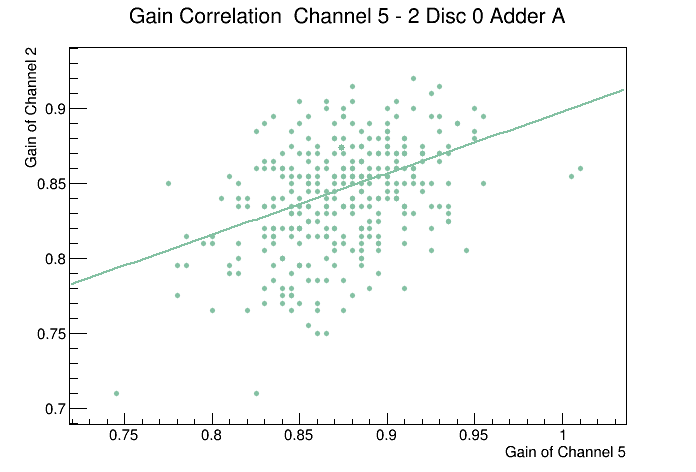 Gain Correlation  Channel 5 - 2 Disc 0 Adder A
Gain of Channel 2
0.9
0.85
0.8
0.75
0.7
0.75 0.8 0.85 0.9 0.95 1
Gain of Channel 5